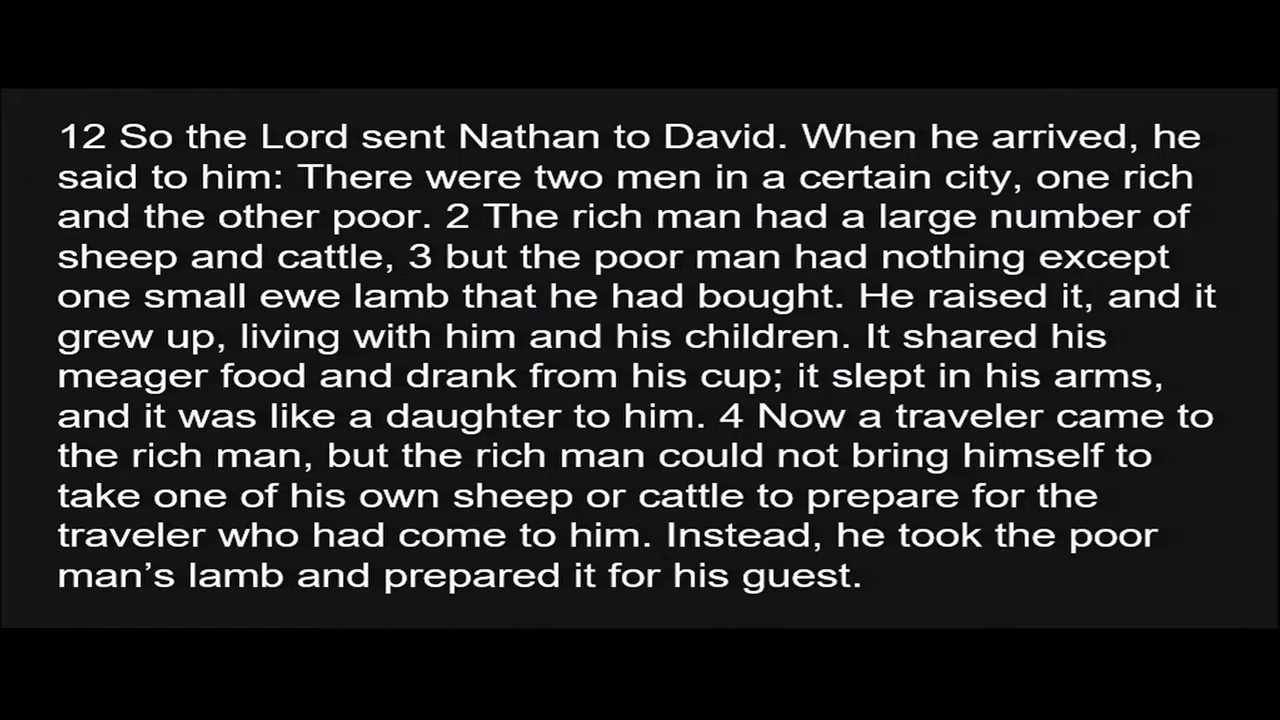 12 So the Lord sent Nathan to David. When he arrived, he
said to him: There were two men in a certain city, one rich
and the other poor. 2 The rich man had a large number of
sheep and cattle, 3 but the poor man had nothing except
one small ewe lamb that he had bought. He raised it, and it
grew up, living with him and his children. It shared his
meager food and drank from his cup; it slept in his arms,
and it was like a daughter to him. 4 Now a traveler came to
the rich man, but the rich man could not bring himself to
take one of his own sheep or cattle to prepare for the
traveler who had come to him. Instead, he took the poor
man’s lamb and prepared it for his guest.